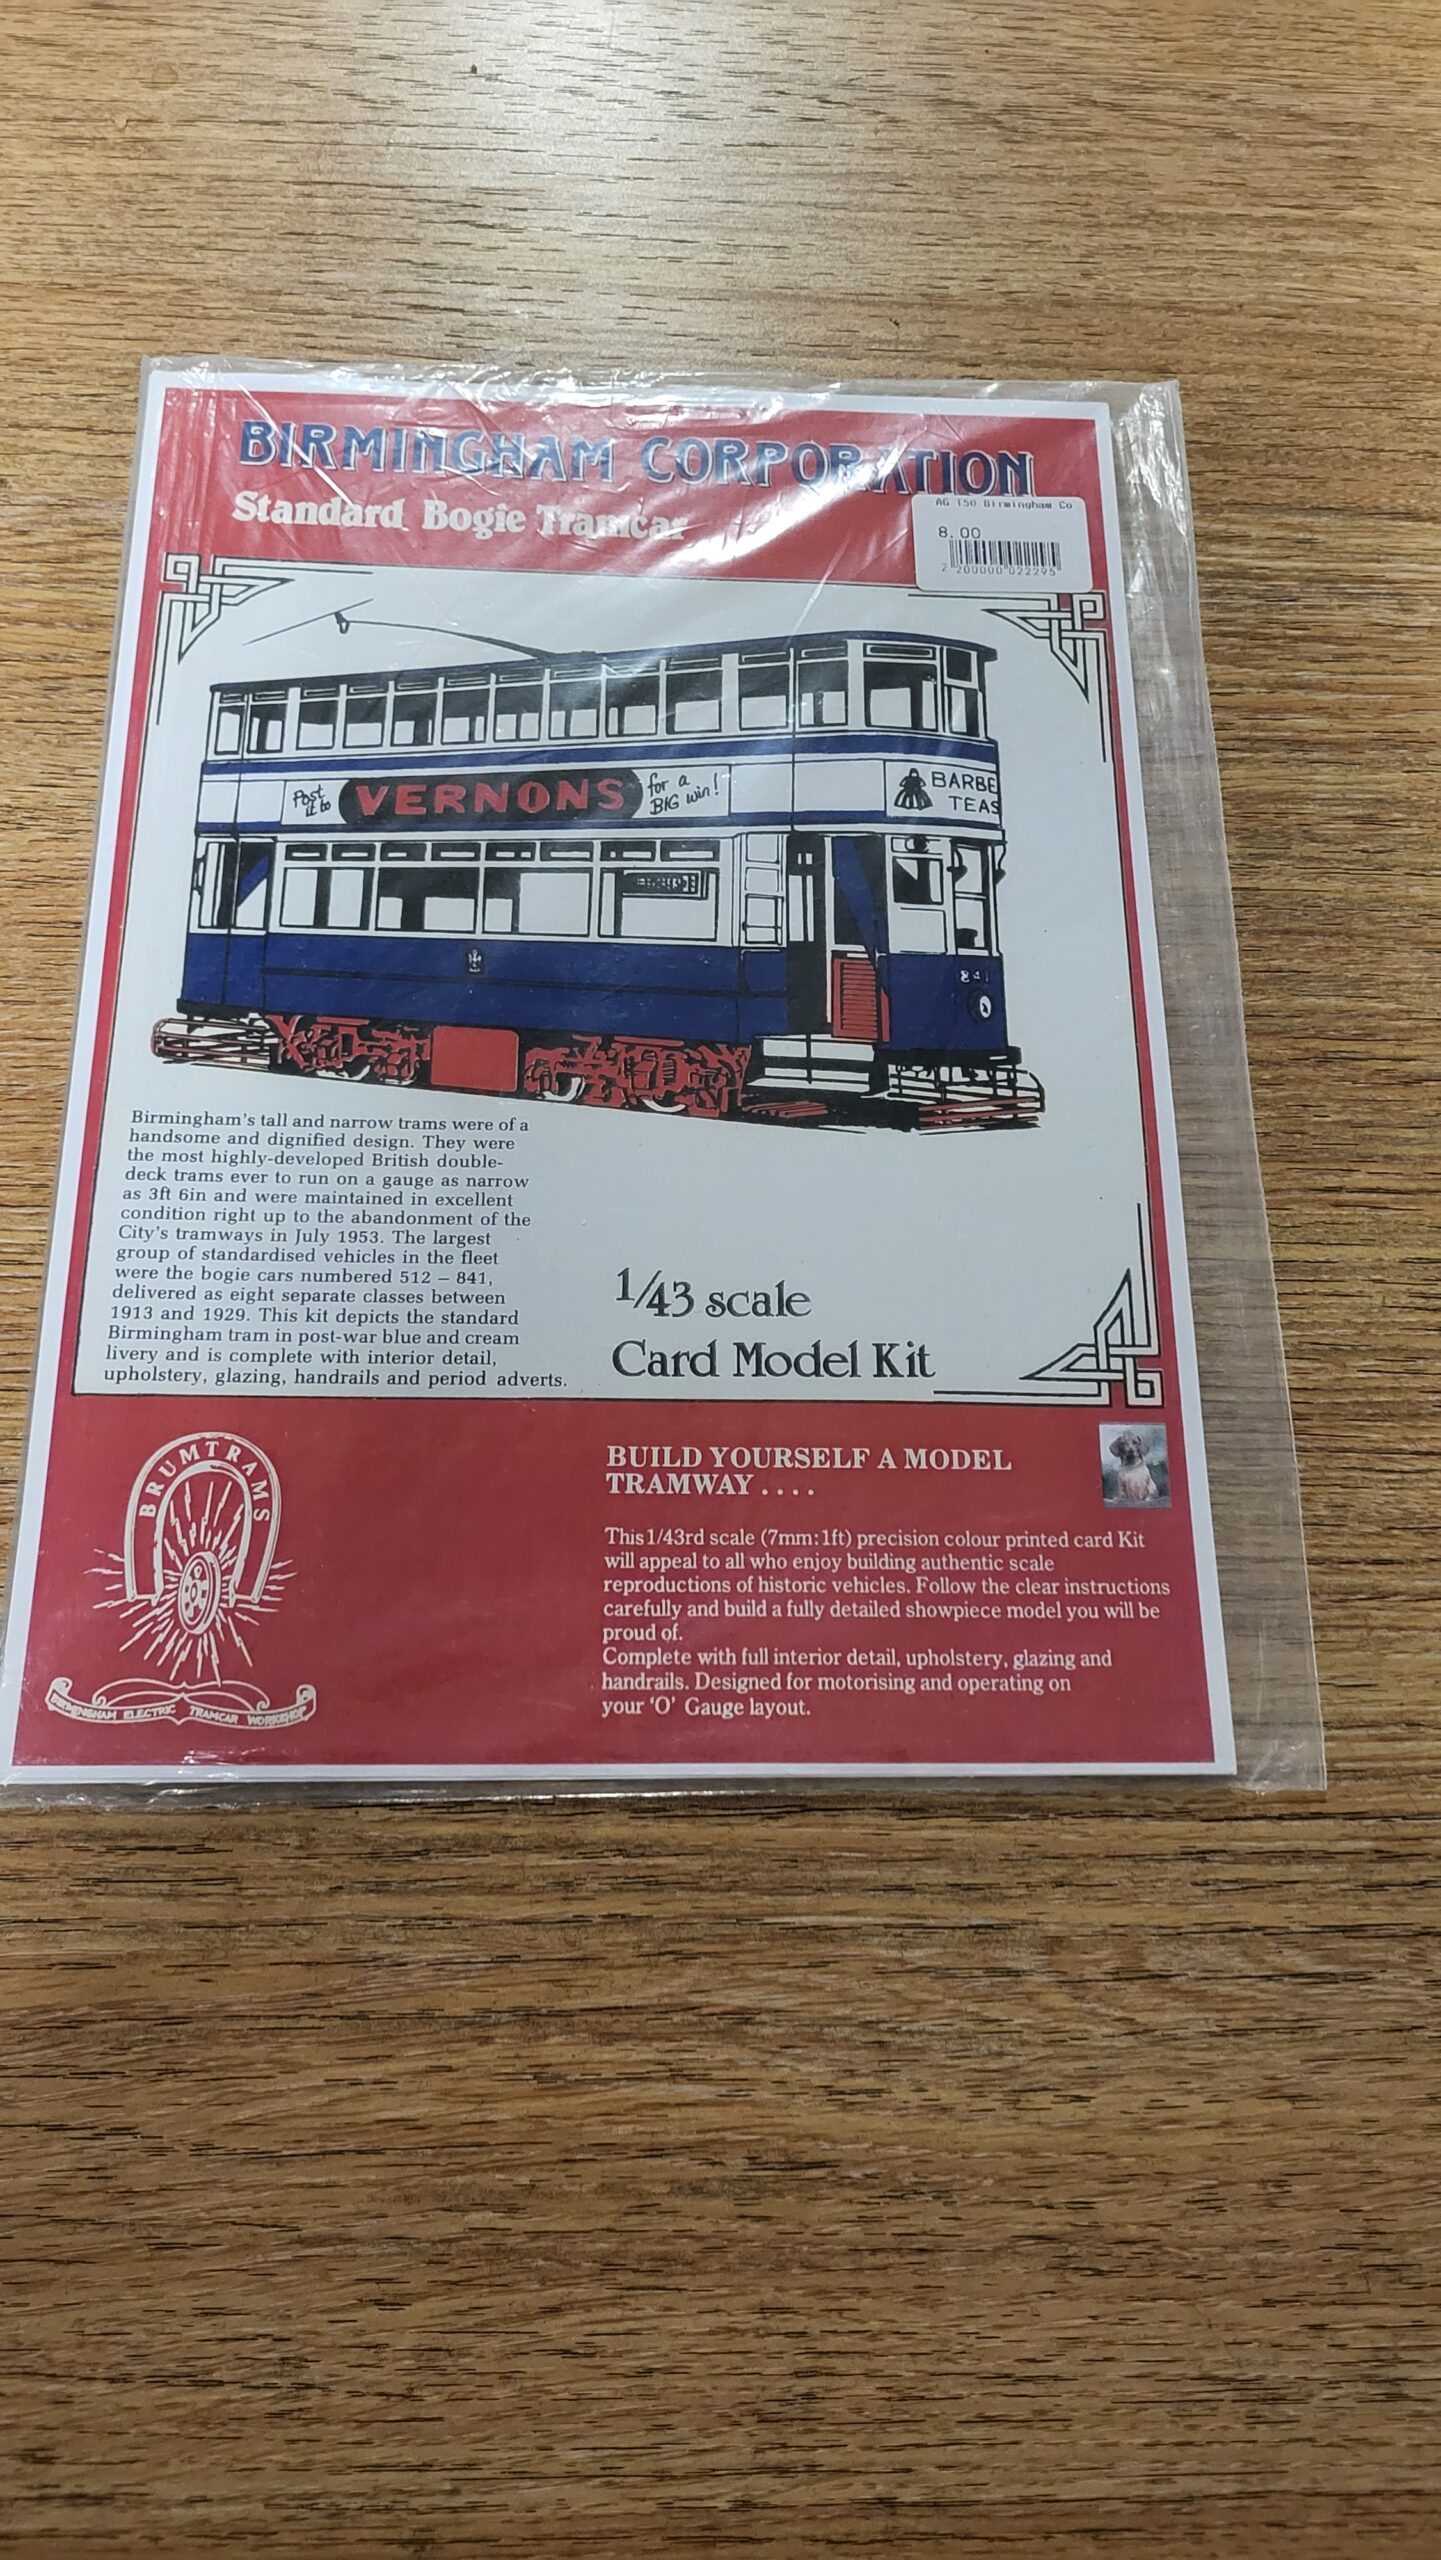 BIRMINGHAM CORPORATION
Standard Bogie Tramcar
AG T50 Birmingham Co
8.00
2 200000 022295
Post it to
VERNONS
for a BIG win!
BARBE
TEAS
841
Birmingham's tall and narrow trams were of a
handsome and dignified design. They were
the most highly-developed British double-
deck trams ever to run on a gauge as narrow
as 3ft 6in and were maintained in excellent
condition right up to the abandonment of the
City's tramways in July 1953. The largest
group of standardised vehicles in the fleet
were the bogie cars numbered 512 – 841,
delivered as eight separate classes between
1913 and 1929. This kit depicts the standard
Birmingham tram in post-war blue and cream
livery and is complete with interior detail,
upholstery, glazing, handrails and period adverts.
1/43 scale
Card Model Kit
BRUMTRAMS
BIRMINGHAM ELECTRIC TRAMCAR WORKSHOP
BUILD YOURSELF A MODEL
TRAMWAY . . . .
This 1/43rd scale (7mm:1ft) precision colour printed card Kit
will appeal to all who enjoy building authentic scale
reproductions of historic vehicles. Follow the clear instructions
carefully and build a fully detailed showpiece model you will be
proud of.
Complete with full interior detail, upholstery, glazing and
handrails. Designed for motorising and operating on
your 'O' Gauge layout.